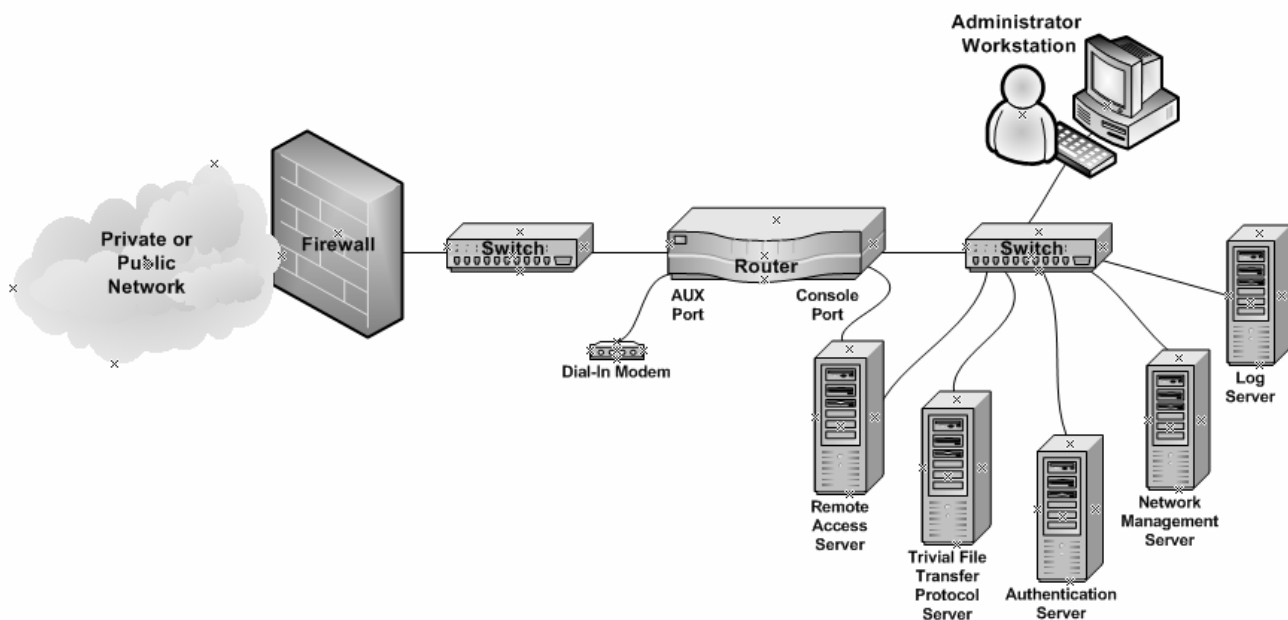 Administrator
Workstation
Private or
Public
Network
Firewall
Switch
Router
Switch
AUX
Port
Console
Port
Dial-In Modem
Log
Server
Remote
Access
Server
Trivial File
Transfer
Protocol
Server
Authentication
Server
Network
Management
Server